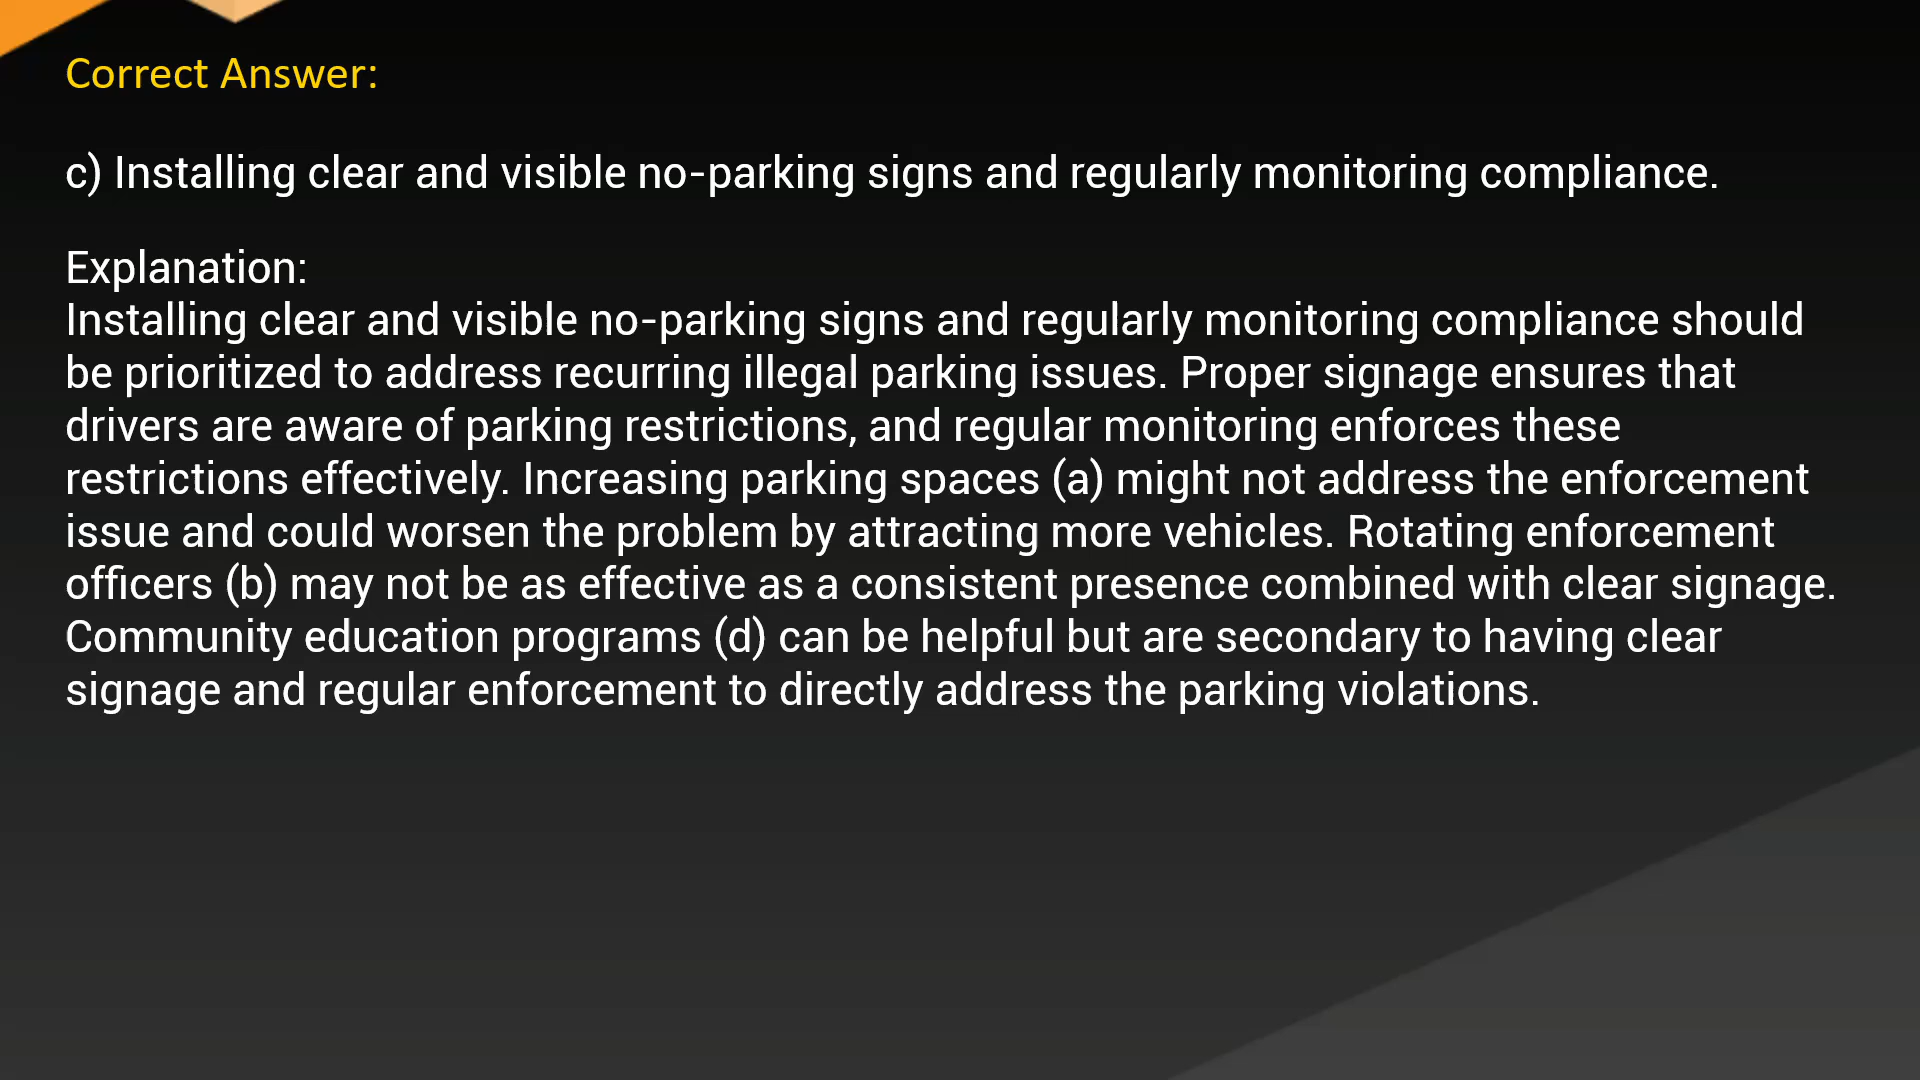 Correct Answer:
c) Installing clear and visible no-parking signs and regularly monitoring compliance.
Explanation:
Installing clear and visible no-parking signs and regularly monitoring compliance should
be prioritized to address recurring illegal parking issues. Proper signage ensures that
drivers are aware of parking restrictions, and regular monitoring enforces these
restrictions effectively. Increasing parking spaces (a) might not address the enforcement
issue and could worsen the problem by attracting more vehicles. Rotating enforcement
officers (b) may not be as effective as a consistent presence combined with clear signage.
Community education programs (d) can be helpful but are secondary to having clear
signage and regular enforcement to directly address the parking violations.